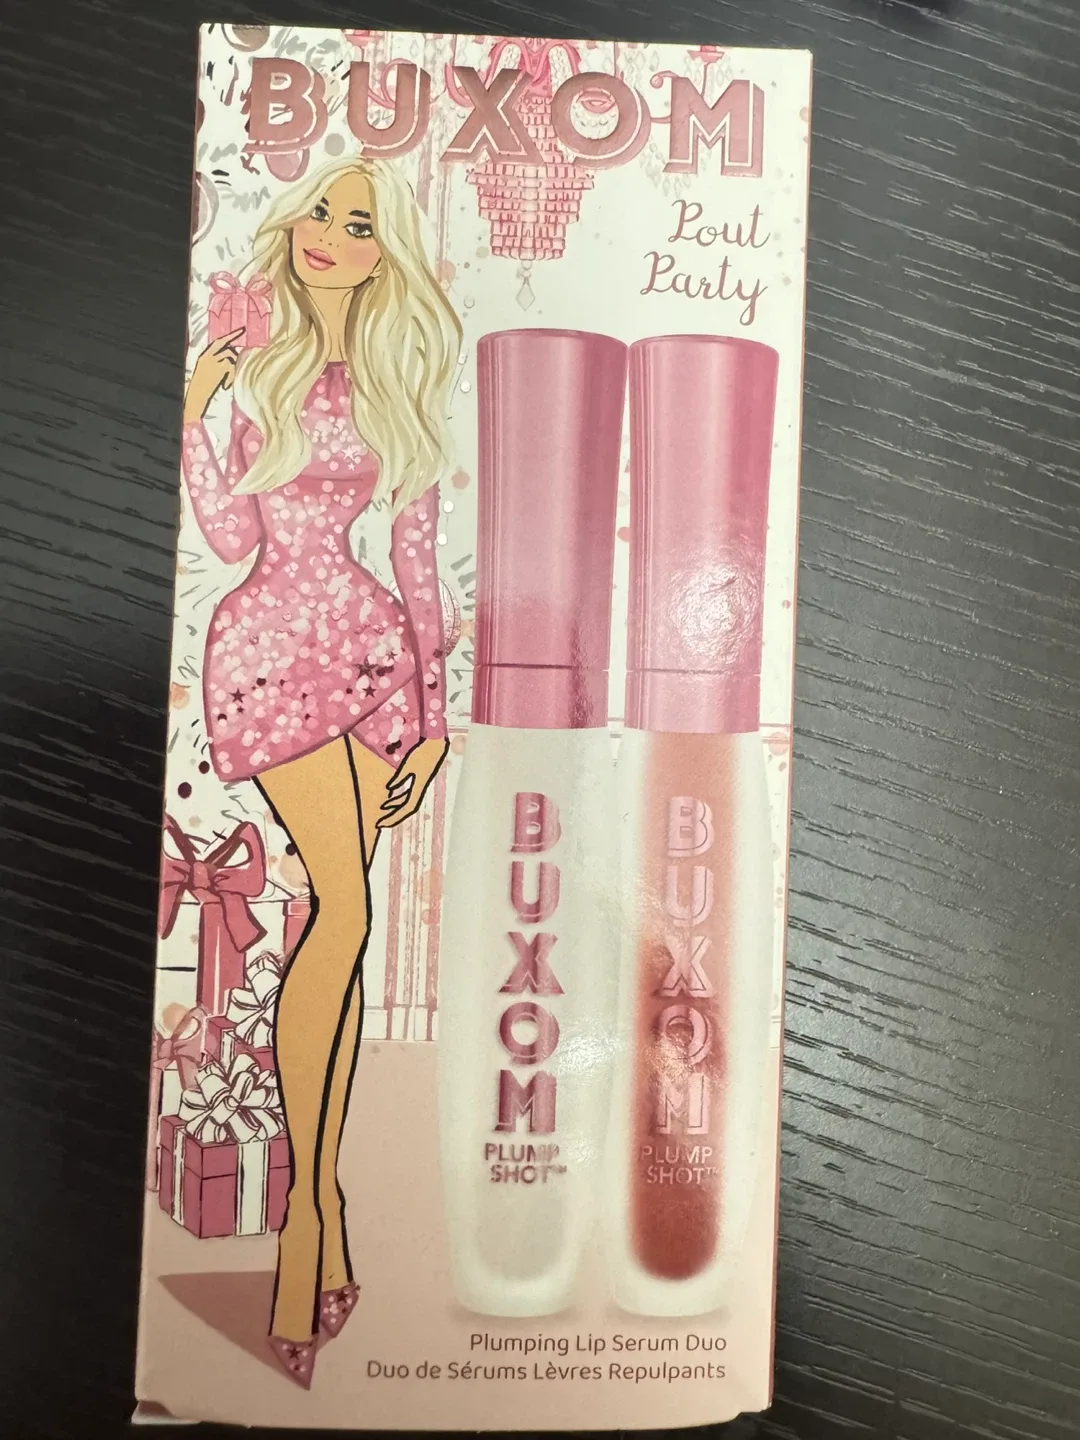 BUXOM
Pout
Party
BUXOM
PLUMP
SHOT™
BUXOM
PLUMP
SHOT™
Plumping Lip Serum Duo
Duo de Sérums Lèvres Repulpants